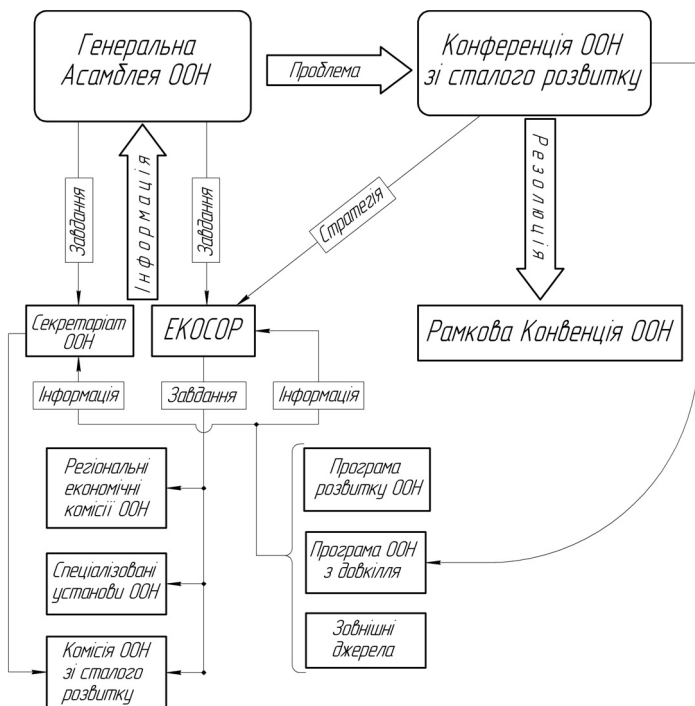 Генеральна
Асамблея ООН
Проблема
Конференція ООН
зі сталого розвитку
Завдання
Інформація
Завдання
Стратегія
Резолюція
Секретаріат
ООН
ЕКОСОР
Рамкова Конвенція ООН
Інформація
Завдання
Інформація
Регіональні
економічні
комісії ООН
Програма
розвитку ООН
Спеціалізовані
установи ООН
Програма ООН
з довкілля
Комісія ООН
зі сталого
розвитку
Зовнішні
джерела